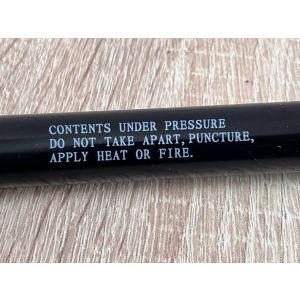 CONTENTS UNDER PRESSURE
DO NOT TAKE APART, PUNCTURE,
APPLY HEAT OR FIRE.